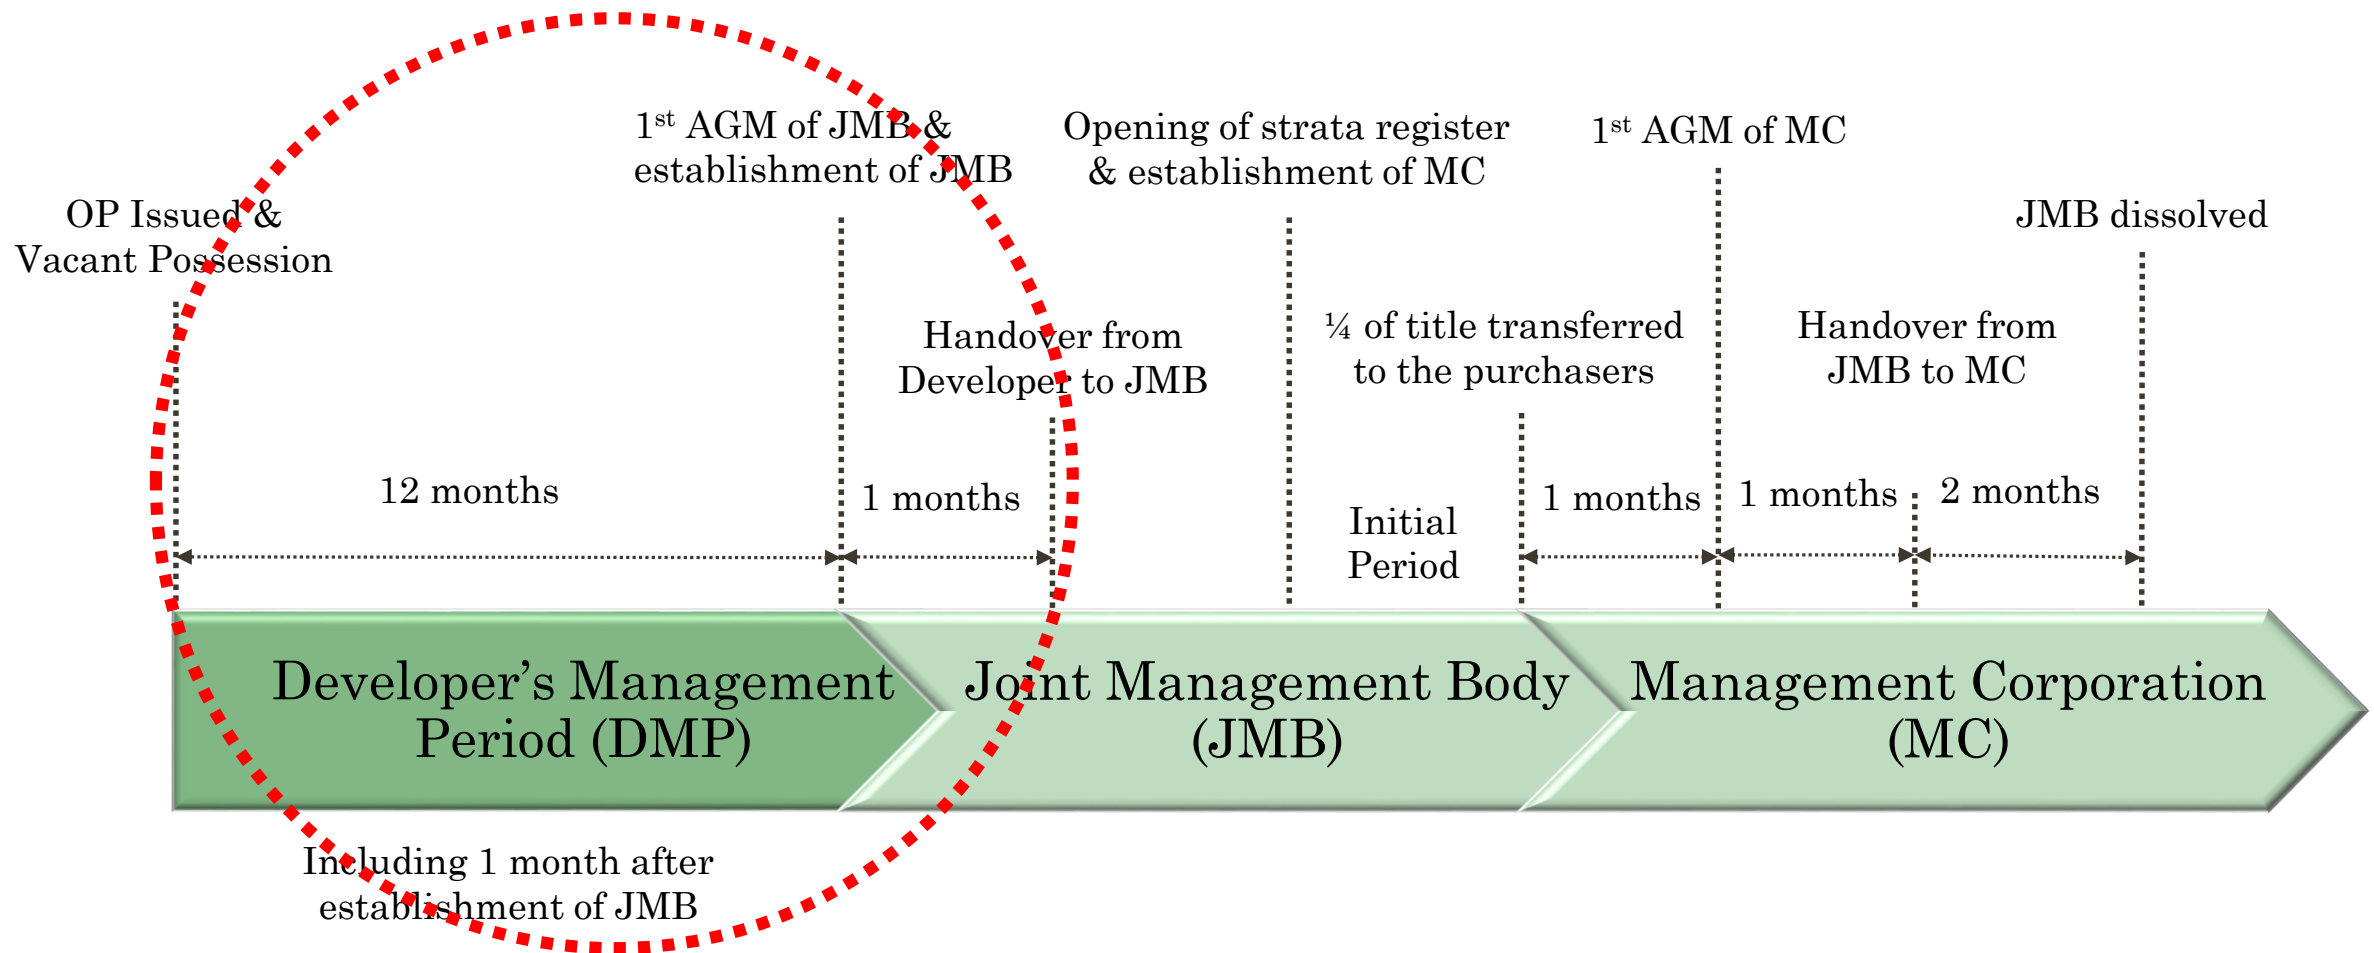 OP Issued &
Vacant Possession
1st AGM of JMB &
establishment of JMB
Handover from
Developer to JMB
Opening of strata register
& establishment of MC
¼ of title transferred
to the purchasers
1st AGM of MC
Handover from
JMB to MC
JMB dissolved
12 months
1 months
Initial
Period
1 months
1 months
2 months
Developer’s Management
Period (DMP)
Joint Management Body
(JMB)
Management Corporation
(MC)
Including 1 month after
establishment of JMB